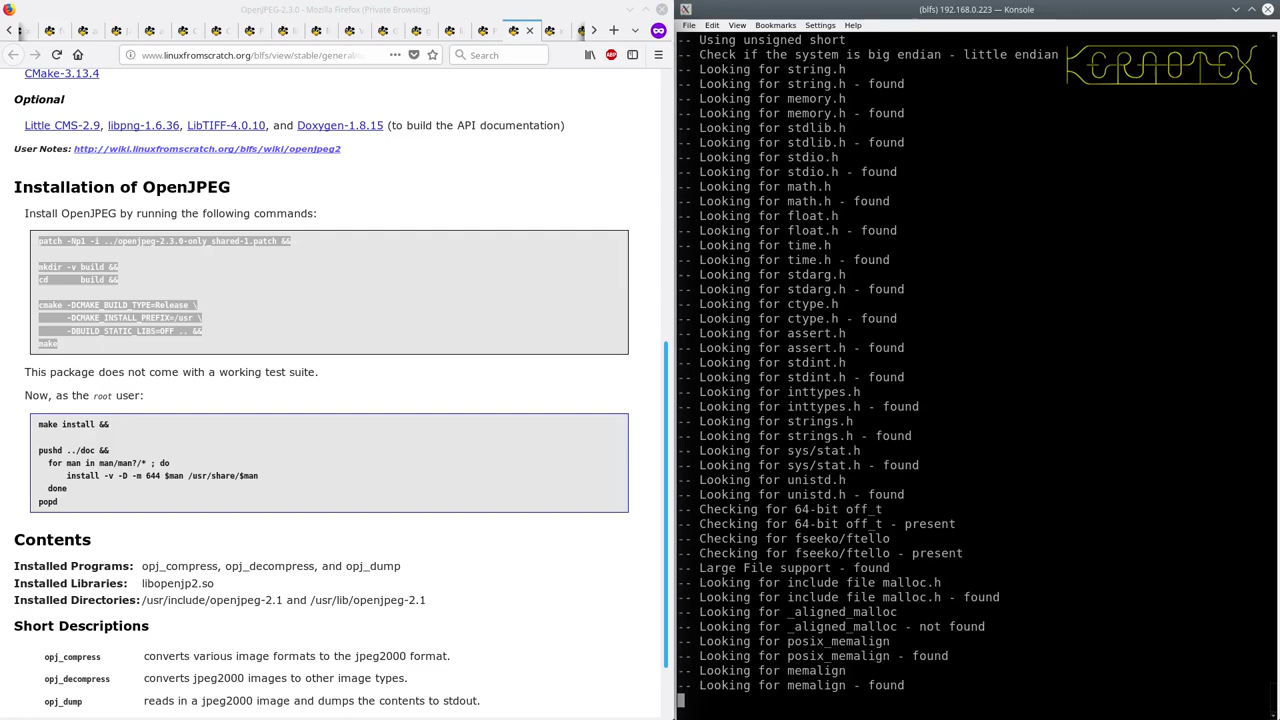 OpenJPEG-2.3.0 - Mozilla Firefox (Private Browsing)
www.linuxfromscratch.org/blfs/view/stable/general
Search
CMake-3.13.4
Optional
Little CMS-2.9, libpng-1.6.36, LibTIFF-4.0.10, and Doxygen-1.8.15 (to build the API documentation)
User Notes: http://wiki.linuxfromscratch.org/blfs/wiki/openjpeg2
Installation of OpenJPEG
Install OpenJPEG by running the following commands:
patch -Np1 -i ../openjpeg-2.3.0-only_shared-1.patch &&
mkdir -v build &&
cd build &&
cmake -DCMAKE_BUILD_TYPE=Release \
-DCMAKE_INSTALL_PREFIX=/usr \
-DBUILD_STATIC_LIBS=OFF .. &&
make
This package does not come with a working test suite.
Now, as the root user:
make install &&
pushd ../doc &&
for man in man/man?/* ; do
install -v -D -m 644 $man /usr/share/$man
done
popd
Contents
Installed Programs: opj_compress, opj_decompress, and opj_dump
Installed Libraries: libopenjp2.so
Installed Directories: /usr/include/openjpeg-2.1 and /usr/lib/openjpeg-2.1
Short Descriptions
opj_compress converts various image formats to the jpeg2000 format.
opj_decompress converts jpeg2000 images to other image types.
opj_dump reads in a jpeg2000 image and dumps the contents to stdout.
(blfs) 192.168.0.223 — Konsole
File Edit View Bookmarks Settings Help
-- Using unsigned short
-- Check if the system is big endian - little endian
-- Looking for string.h
-- Looking for string.h - found
-- Looking for memory.h
-- Looking for memory.h - found
-- Looking for stdlib.h
-- Looking for stdlib.h - found
-- Looking for stdio.h
-- Looking for stdio.h - found
-- Looking for math.h
-- Looking for math.h - found
-- Looking for float.h
-- Looking for float.h - found
-- Looking for time.h
-- Looking for time.h - found
-- Looking for stdarg.h
-- Looking for stdarg.h - found
-- Looking for ctype.h
-- Looking for ctype.h - found
-- Looking for assert.h
-- Looking for assert.h - found
-- Looking for stdint.h
-- Looking for stdint.h - found
-- Looking for inttypes.h
-- Looking for inttypes.h - found
-- Looking for strings.h
-- Looking for strings.h - found
-- Looking for sys/stat.h
-- Looking for sys/stat.h - found
-- Looking for unistd.h
-- Looking for unistd.h - found
-- Checking for 64-bit off_t
-- Checking for 64-bit off_t - present
-- Checking for fseeko/ftello
-- Checking for fseeko/ftello - present
-- Large File support - found
-- Looking for include file malloc.h
-- Looking for include file malloc.h - found
-- Looking for _aligned_malloc
-- Looking for _aligned_malloc - not found
-- Looking for posix_memalign
-- Looking for posix_memalign - found
-- Looking for memalign
-- Looking for memalign - found